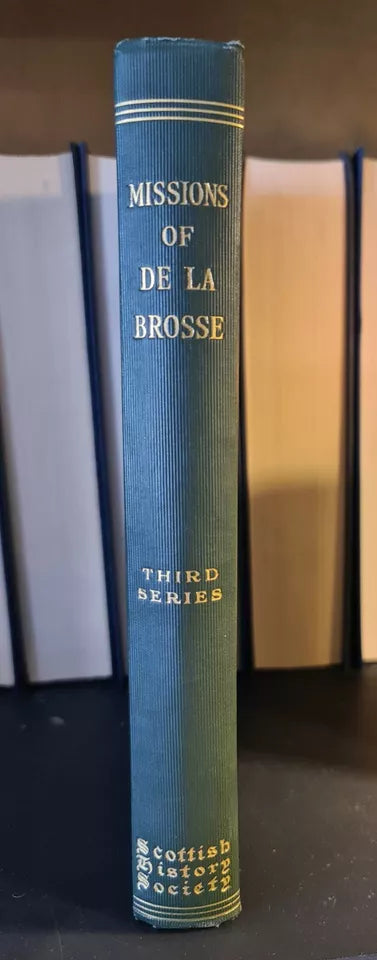 MISSIONS
OF
DE LA
BROSSE
THIRD
SERIES
Scottish
History
Society